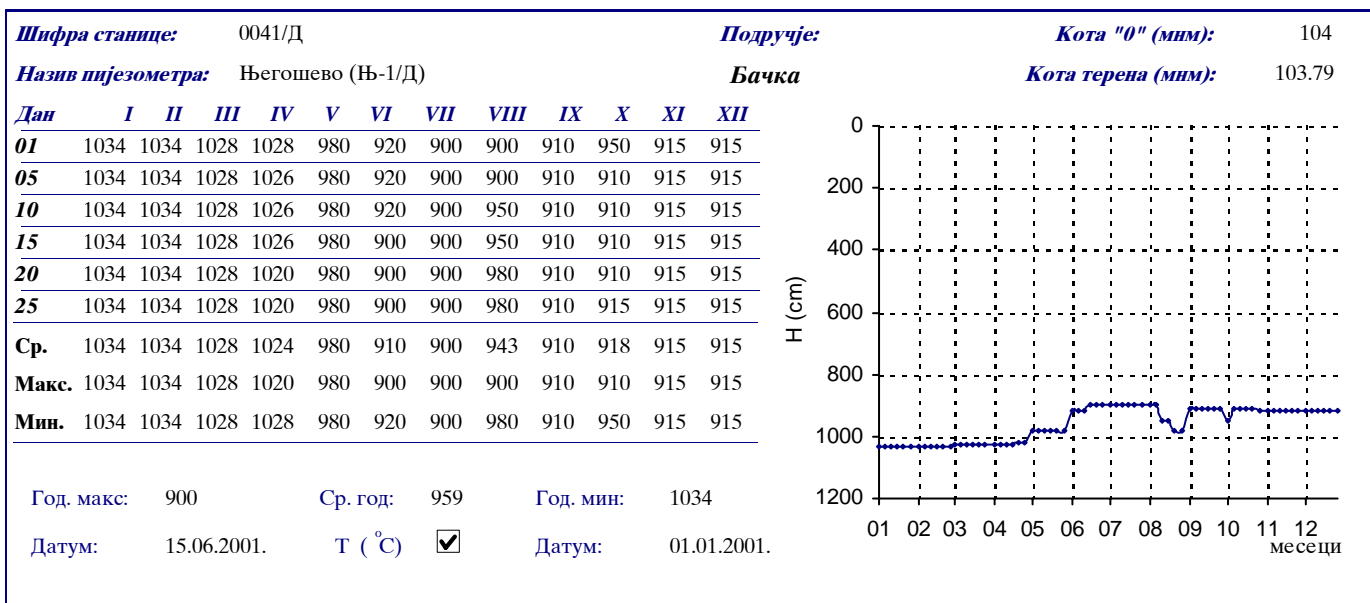 Шифра станице: 0041/Д Подручје: Кота "0" (мнм): 104
Назив пијезометра: Његошево (Њ-1/Д) Бачка Кота терена (мнм): 103.79
Дан I II III IV V VI VII VIII IX X XI XII
01 1034 1034 1028 1028 980 920 900 900 910 950 915 915
05 1034 1034 1028 1026 980 920 900 900 910 910 915 915
10 1034 1034 1028 1026 980 920 900 950 910 910 915 915
15 1034 1034 1028 1026 980 900 900 950 910 910 915 915
20 1034 1034 1028 1020 980 900 900 980 910 910 915 915
25 1034 1034 1028 1020 980 900 900 980 910 915 915 915
Ср. 1034 1034 1028 1024 980 910 900 943 910 918 915 915
Макс. 1034 1034 1028 1020 980 900 900 900 910 910 915 915
Мин. 1034 1034 1028 1028 980 920 900 980 910 950 915 915
Год. макс: 900 Ср. год: 959 Год. мин: 1034
Датум: 15.06.2001. Т ( °С) ☑ Датум: 01.01.2001.
H (cm)
0
200
400
600
800
1000
1200
01 02 03 04 05 06 07 08 09 10 11 12
месеци